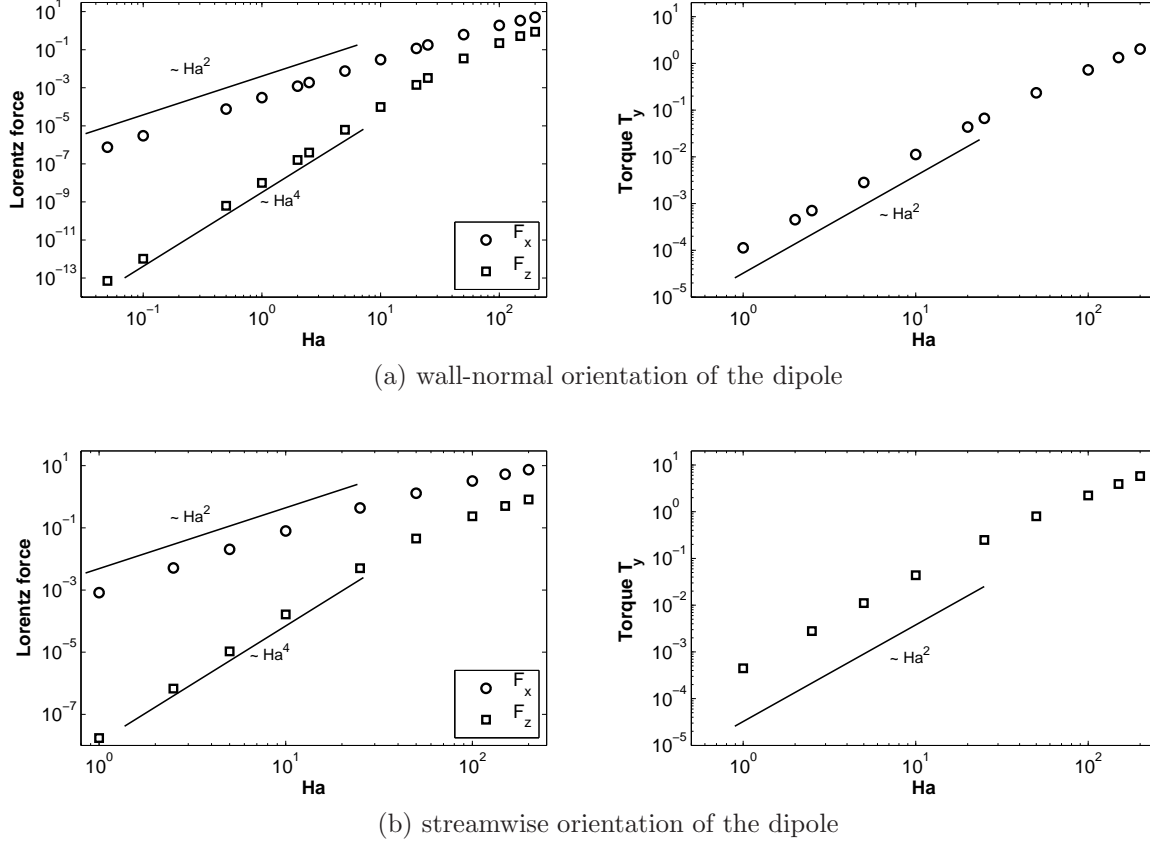 Lorentz force
10^1
10^-1
10^-3
10^-5
10^-7
10^-9
10^-11
10^-13
~ Ha^2
~ Ha^4
F_x
F_z
10^-1
10^0
10^1
10^2
Ha
Torque T_y
10^1
10^0
10^-1
10^-2
10^-3
10^-4
10^-5
~ Ha^2
10^0
10^1
10^2
Ha
(a) wall-normal orientation of the dipole
Lorentz force
10^1
10^-1
10^-3
10^-5
10^-7
~ Ha^2
~ Ha^4
F_x
F_z
10^0
10^1
10^2
Ha
Torque T_y
10^1
10^0
10^-1
10^-2
10^-3
10^-4
10^-5
~ Ha^2
10^0
10^1
10^2
Ha
(b) streamwise orientation of the dipole